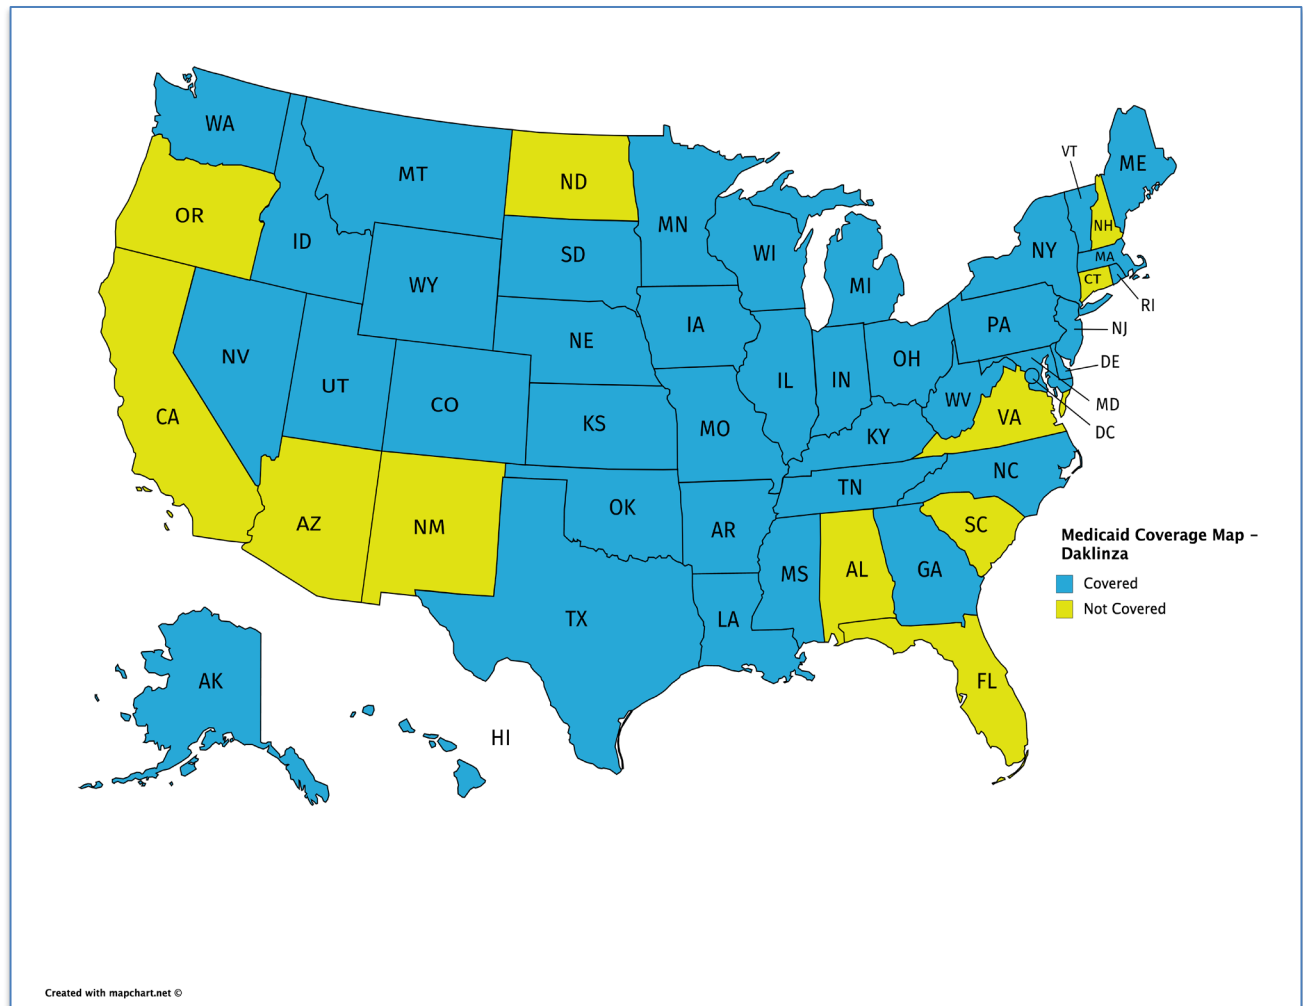 WA
MT
ND
MN
OR
ID
SD
WI
MI
WY
VT
ME
NH
NY
MA
CT
RI
IA
NE
PA
NJ
NV
UT
CO
IL
IN
OH
DE
WV
MD
VA
DC
CA
KS
MO
KY
NC
TN
AZ
NM
OK
AR
SC
MS
AL
GA
TX
LA
FL
AK
HI
Medicaid Coverage Map –
Daklinza
Covered
Not Covered
Created with mapchart.net ©